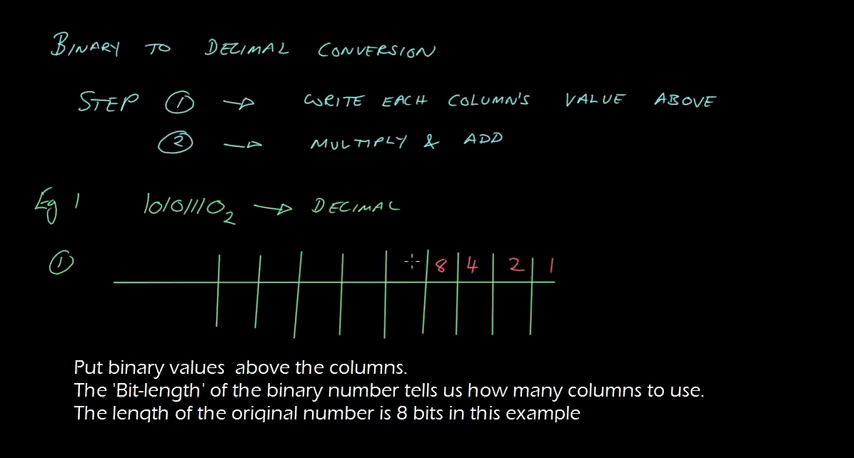 BINARY TO DECIMAL CONVERSION
STEP ① → WRITE EACH COLUMN'S VALUE ABOVE
② → MULTIPLY & ADD
Eg 1 10101110₂ → DECIMAL
① 8 4 2 1
Put binary values above the columns.
The 'Bit-length' of the binary number tells us how many columns to use.
The length of the original number is 8 bits in this example